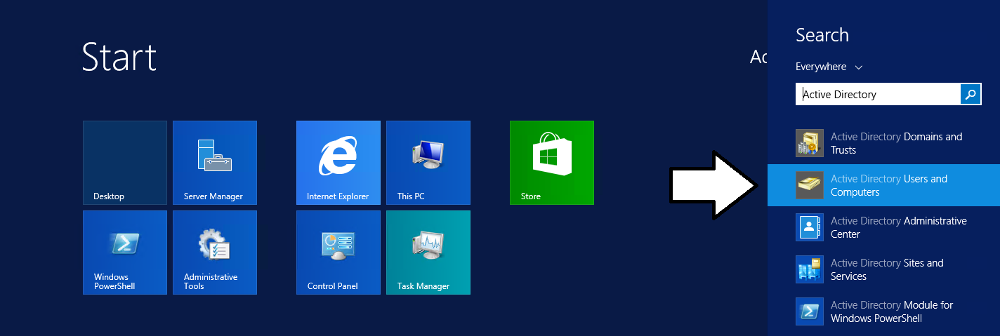 Start
Ad
Search
Everywhere
Active Directory
Desktop
Server Manager
Internet Explorer
This PC
Store
Windows
PowerShell
Administrative
Tools
Control Panel
Task Manager
Active Directory Domains and
Trusts
Active Directory Users and
Computers
Active Directory Administrative
Center
Active Directory Sites and
Services
Active Directory Module for
Windows PowerShell